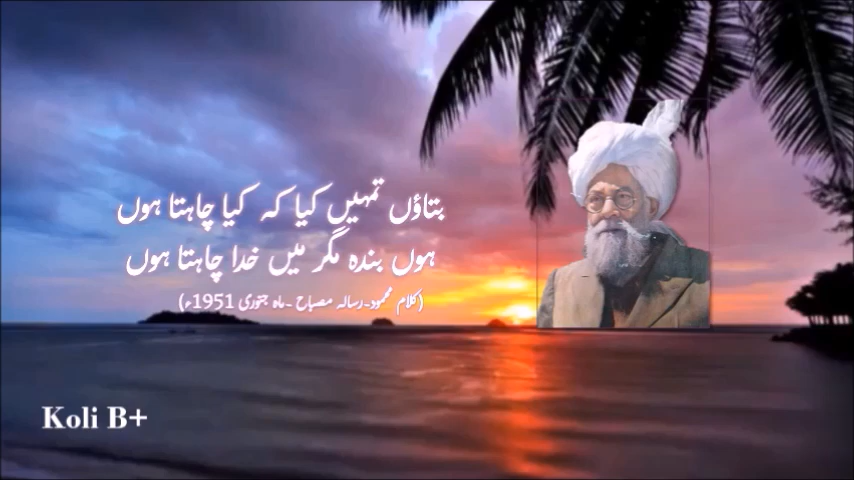 بتاؤں تمہیں کیا کہ کیا چاہتا ہوں
ہوں بندہ مگر میں خدا چاہتا ہوں
(کلام محمود-رسالہ مصباح -ماہ جنوری 1951ء)
Koli B+